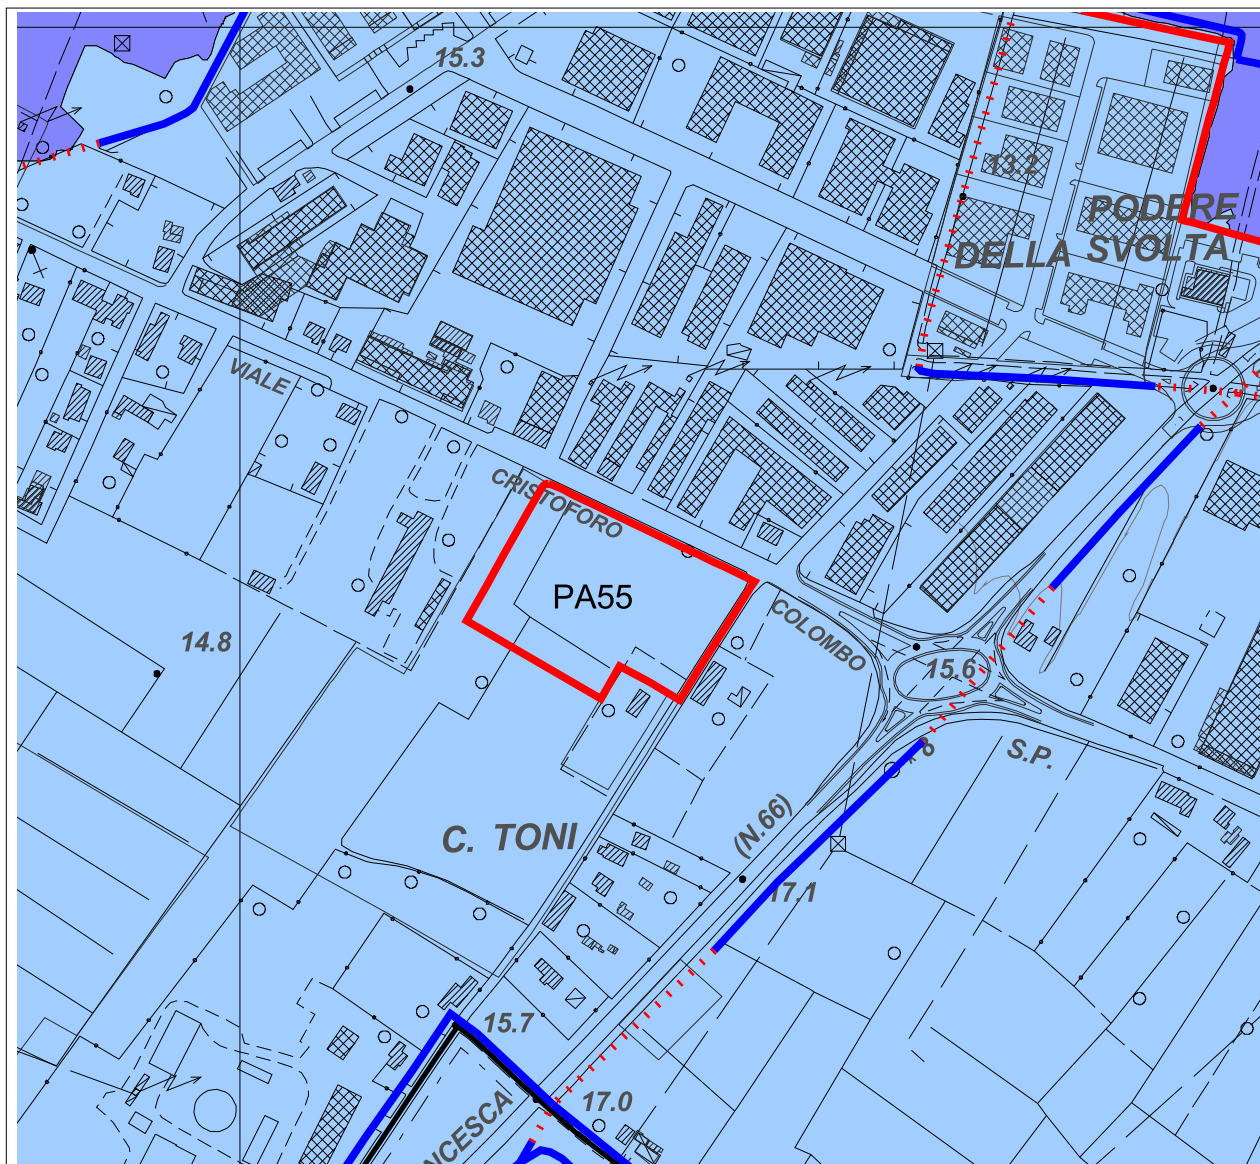 15.3
13.2
PODERE
DELLA SVOLTA
VIALE
CRISTOFORO
PA55
COLOMBO
14.8
15.6
S.P.
8
(N.66)
C. TONI
17.1
15.7
17.0
NCESCA